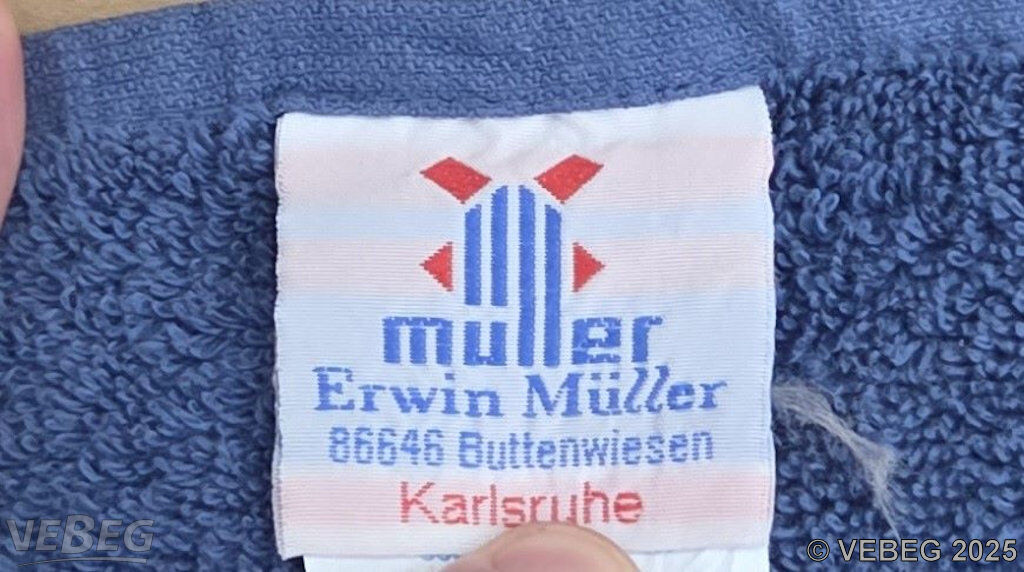 müller
Erwin Müller
86646 Buttenwiesen
Karlsruhe
VEBEG
© VEBEG 2025